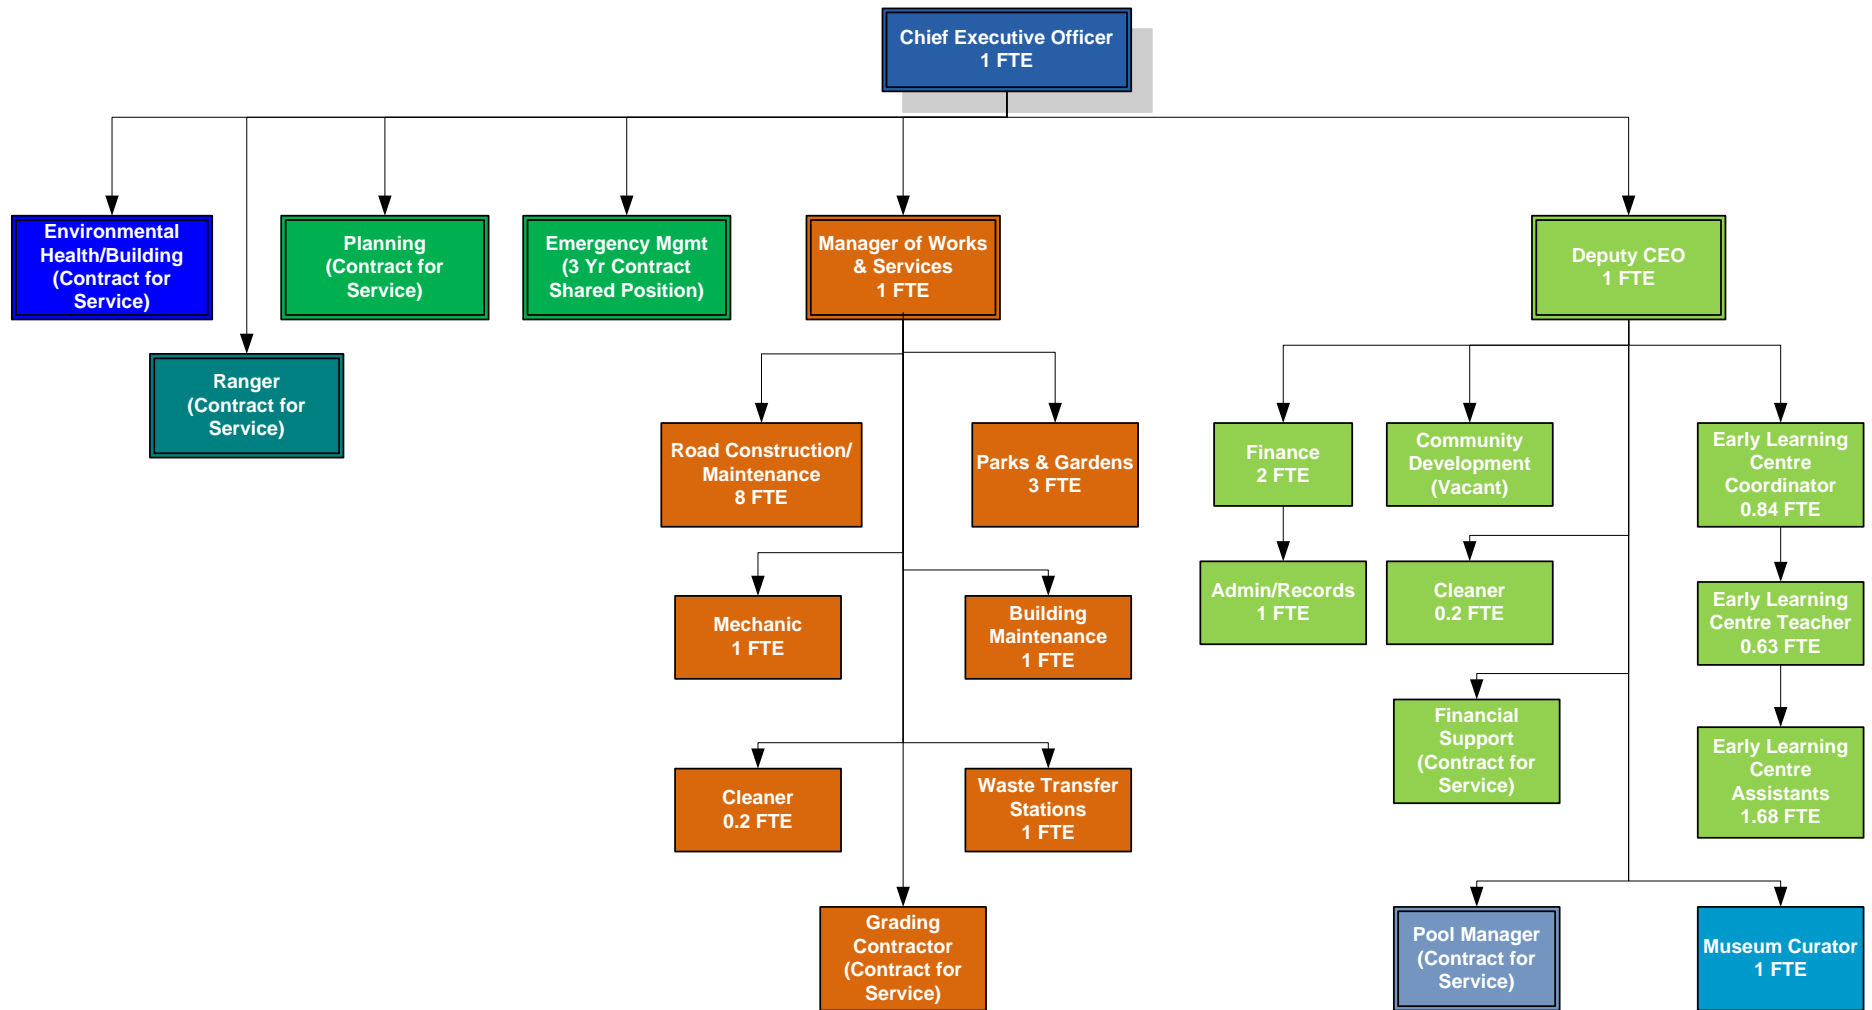 Chief Executive Officer
1 FTE
Environmental
Health/Building
(Contract for
Service)
Planning
(Contract for
Service)
Emergency Mgmt
(3 Yr Contract
Shared Position)
Manager of Works
& Services
1 FTE
Deputy CEO
1 FTE
Ranger
(Contract for
Service)
Road Construction/
Maintenance
8 FTE
Parks & Gardens
3 FTE
Finance
2 FTE
Community
Development
(Vacant)
Early Learning
Centre
Coordinator
0.84 FTE
Mechanic
1 FTE
Building
Maintenance
1 FTE
Admin/Records
1 FTE
Cleaner
0.2 FTE
Early Learning
Centre Teacher
0.63 FTE
Financial
Support
(Contract for
Service)
Early Learning
Centre
Assistants
1.68 FTE
Cleaner
0.2 FTE
Waste Transfer
Stations
1 FTE
Grading
Contractor
(Contract for
Service)
Pool Manager
(Contract for
Service)
Museum Curator
1 FTE